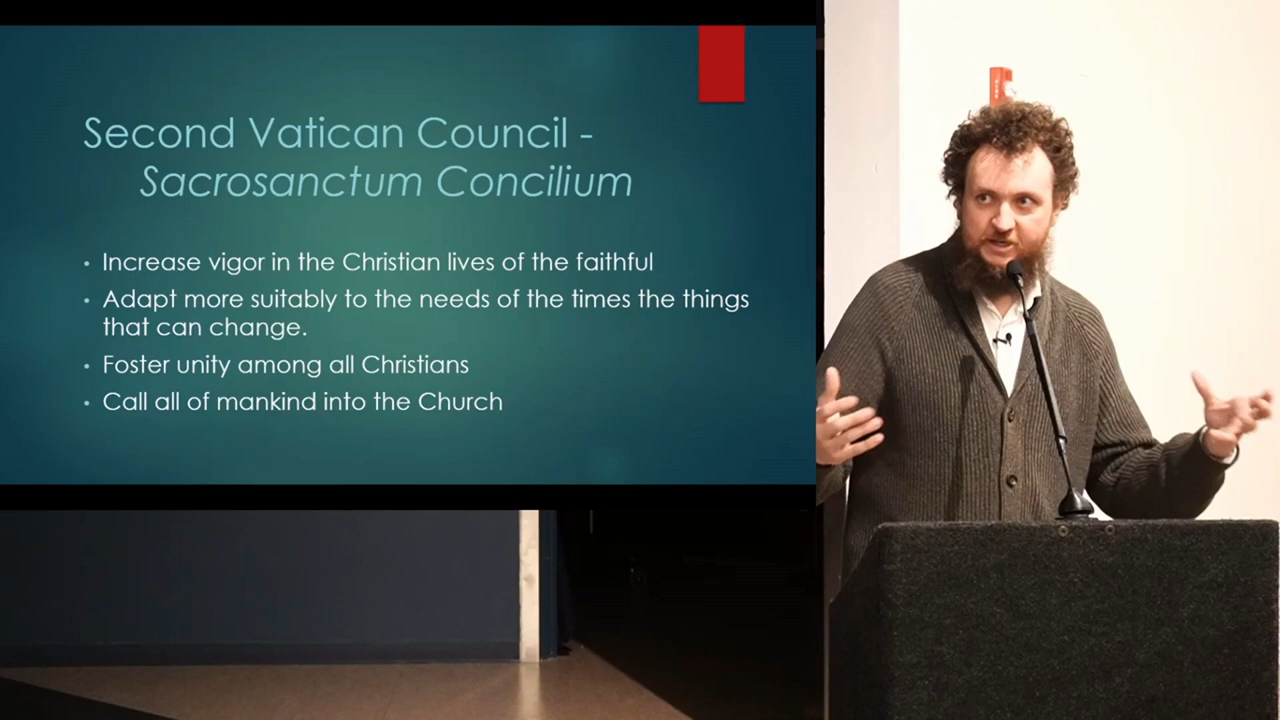 Second Vatican Council -
Sacrosanctum Concilium
• Increase vigor in the Christian lives of the faithful
• Adapt more suitably to the needs of the times the things
that can change.
• Foster unity among all Christians
• Call all of mankind into the Church